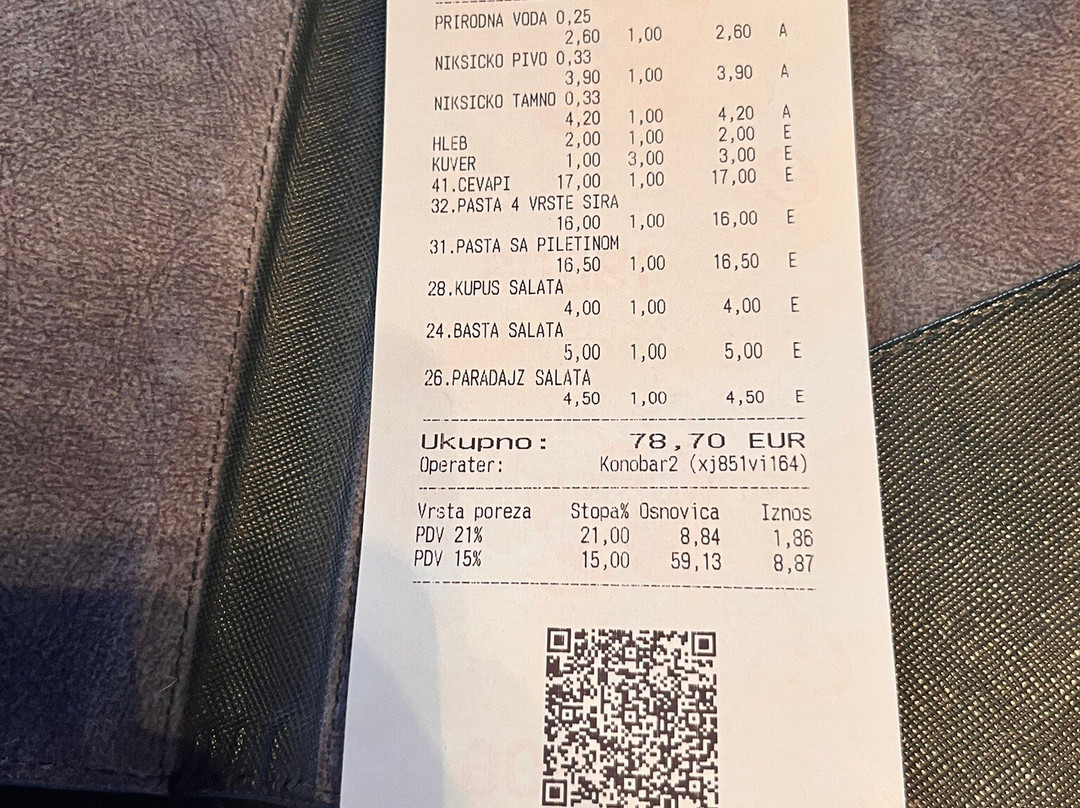 PRIRODNA VODA 0,25
2,60 1,00 2,60 A
NIKSICKO PIVO 0,33
3,90 1,00 3,90 A
NIKSICKO TAMNO 0,33
4,20 1,00 4,20 A
HLEB 2,00 1,00 2,00 E
KUVER 1,00 3,00 3,00 E
41.CEVAPI 17,00 1,00 17,00 E
32.PASTA 4 VRSTE SIRA
16,00 1,00 16,00 E
31.PASTA SA PILETINOM
16,50 1,00 16,50 E
28.KUPUS SALATA
4,00 1,00 4,00 E
24.BASTA SALATA
5,00 1,00 5,00 E
26.PARADAJZ SALATA
4,50 1,00 4,50 E
Ukupno: 78,70 EUR
Operater: Konobar2 (xj851vi164)
Vrsta poreza Stopa% Osnovica Iznos
PDV 21% 21,00 8,84 1,86
PDV 15% 15,00 59,13 8,87